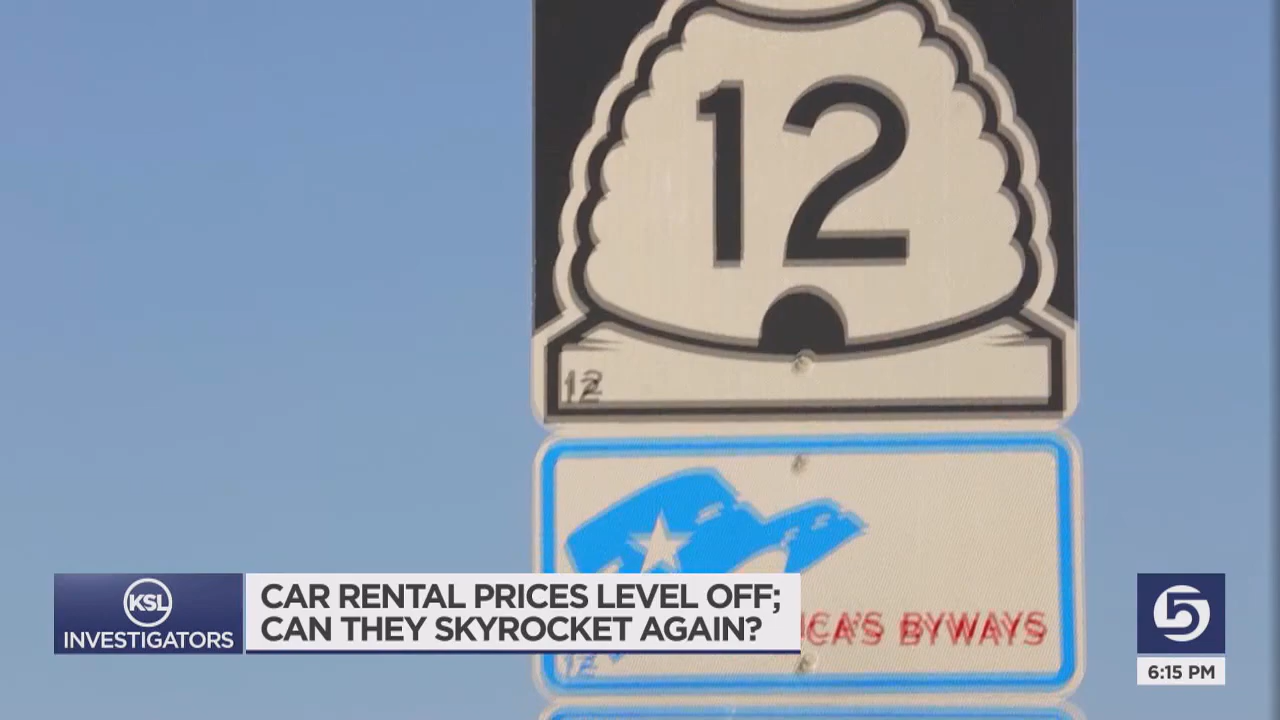 12
12
ICA'S BYWAYS
12
KSL
INVESTIGATORS
CAR RENTAL PRICES LEVEL OFF;
CAN THEY SKYROCKET AGAIN?
5
6:15 PM